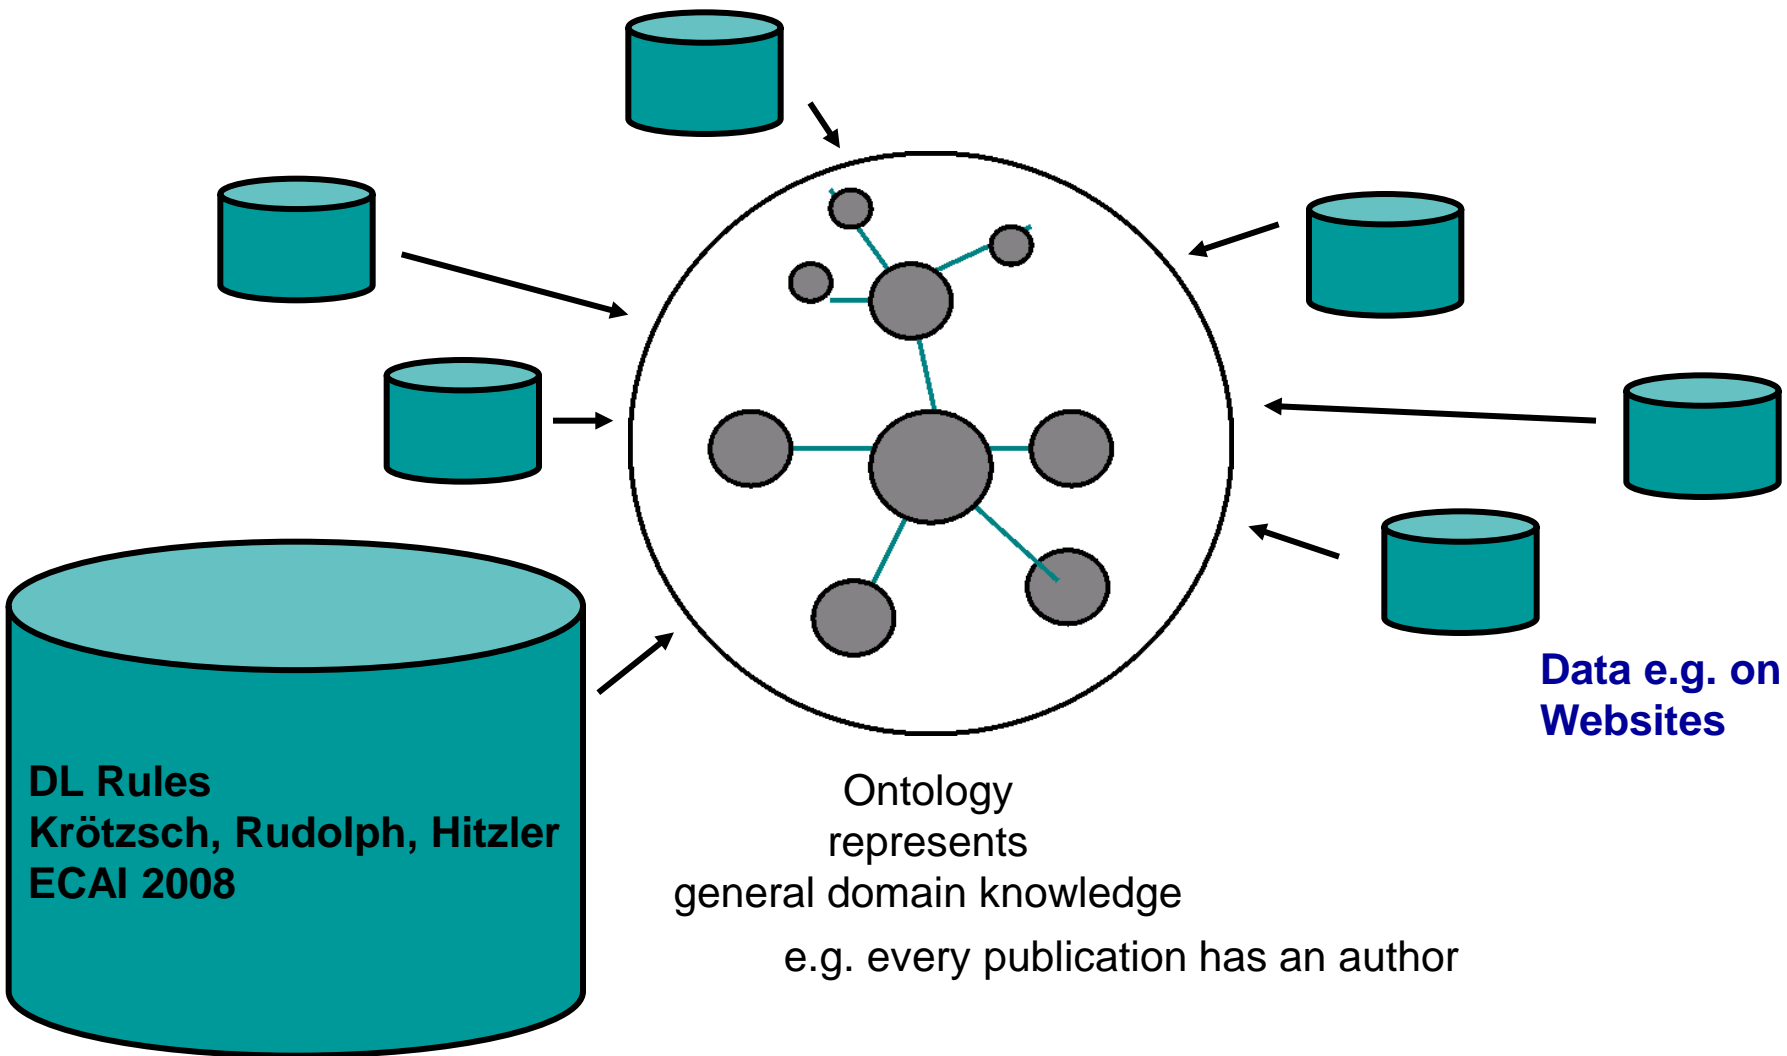 Data e.g. on
Websites
DL Rules
Krötzsch, Rudolph, Hitzler
ECAI 2008
Ontology
represents
general domain knowledge
e.g. every publication has an author